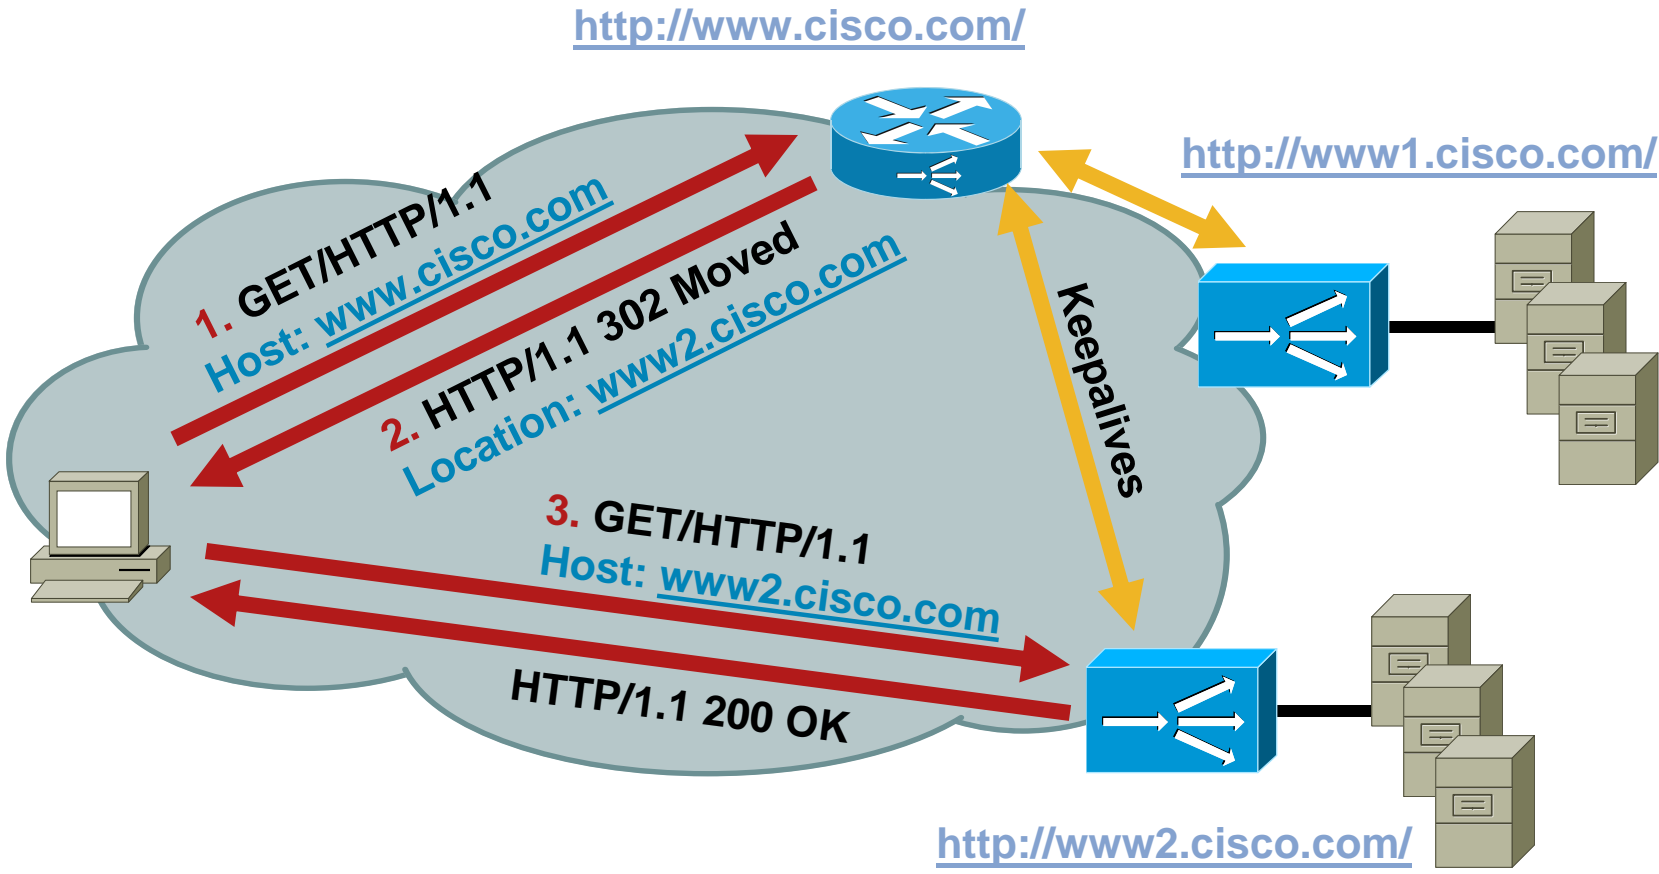 http://www.cisco.com/
http://www1.cisco.com/
1. GET/HTTP/1.1
Host: www.cisco.com
2. HTTP/1.1 302 Moved
Location: www2.cisco.com
Keepalives
3. GET/HTTP/1.1
Host: www2.cisco.com
HTTP/1.1 200 OK
http://www2.cisco.com/